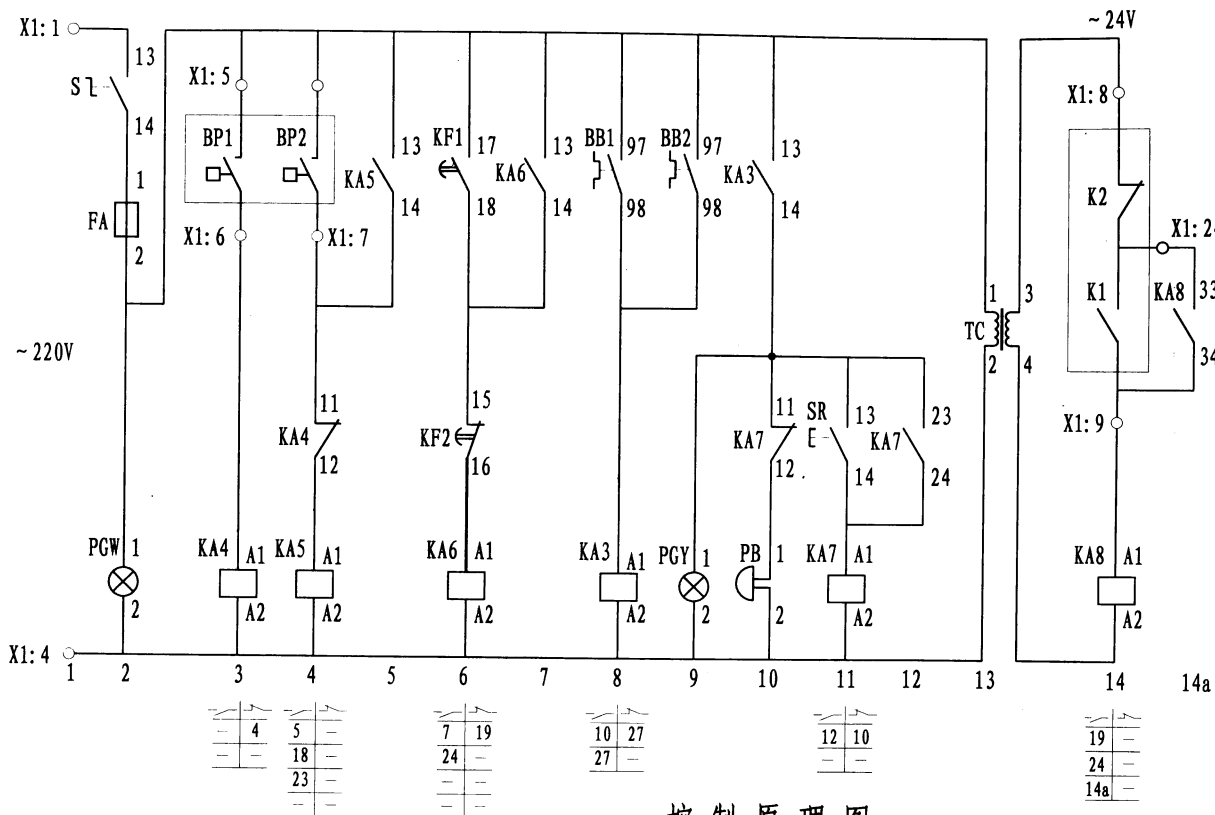 ~24V
X1:1
13
S
X1:5
X1:8
14
BP1
BP2
KF1
17
13
BB1
97
BB2
97
13
13
KA5
KA6
KA3
K2
1
FA
14
18
14
98
98
14
X1:6
X1:7
X1:2
2
1
3
K1
KA8
33
TC
~220V
2
4
34
11
15
11
SR
13
23
X1:9
KA4
KF2
KA7
E
KA7
12
16
12
14
24
PGW
1
KA4
A1
KA5
A1
KA6
A1
KA3
A1
PGY
1
PB
1
KA7
A1
KA8
A1
2
A2
A2
A2
A2
2
2
A2
A2
X1:4
1
2
3
4
5
6
7
8
9
10
11
12
13
14
14a
– 4
5 –
7 19
10 27
12 10
19 –
– –
18 –
24 –
27 –
– –
24 –
23 –
– –
14a –
– –
– –
控制原理图